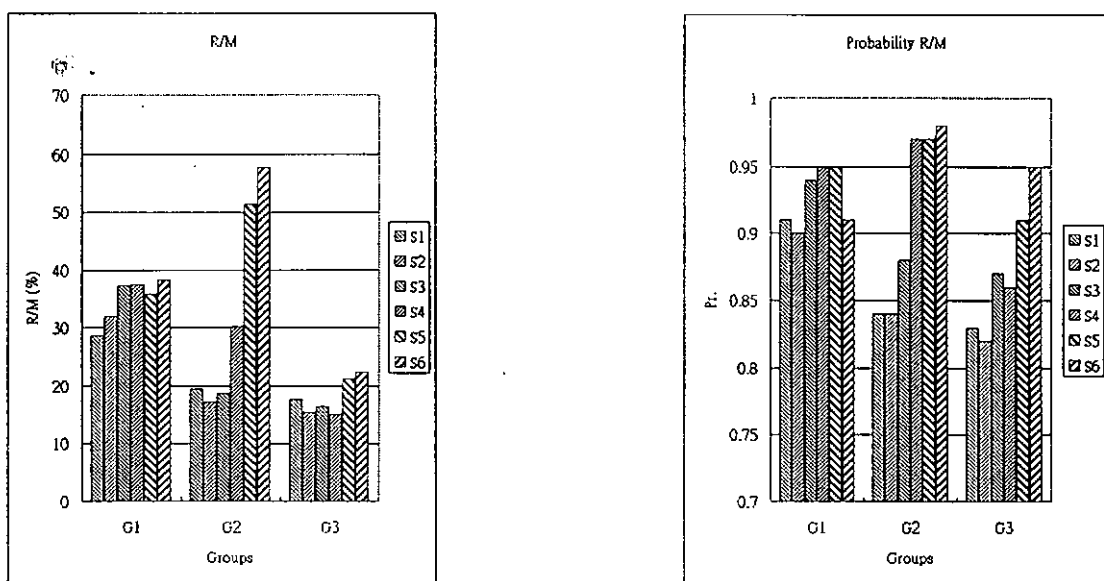 R/M
70
60
50
40
30
20
10
0
R/M (%)
G1 G2 G3
Groups
S1
S2
S3
S4
S5
S6
Probability R/M
1
0.95
0.9
0.85
0.8
0.75
0.7
Pr.
G1 G2 G3
Groups
S1
S2
S3
S4
S5
S6